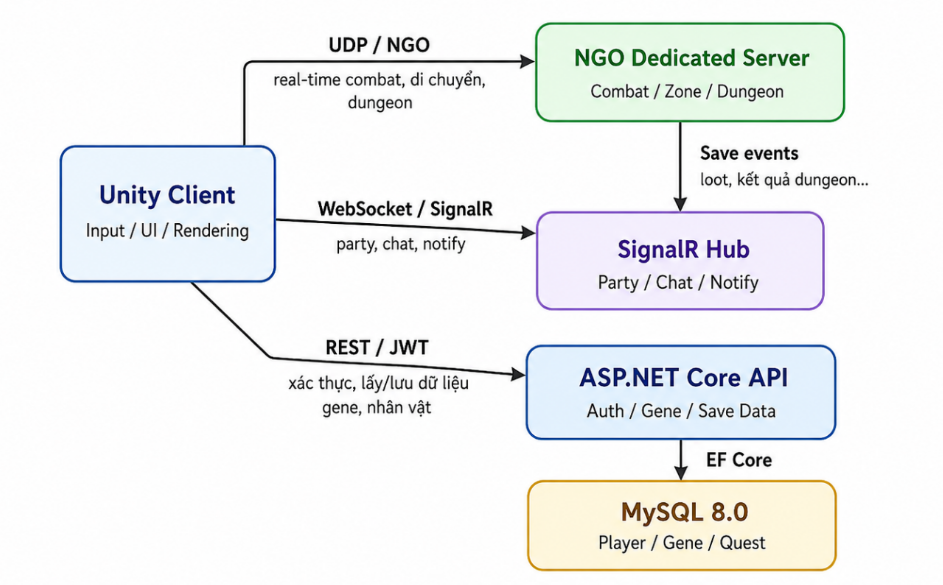 UDP / NGO
real-time combat, di chuyển,
dungeon
NGO Dedicated Server
Combat / Zone / Dungeon
Save events
loot, kết quả dungeon...
Unity Client
Input / UI / Rendering
WebSocket / SignalR
party, chat, notify
SignalR Hub
Party / Chat / Notify
REST / JWT
xác thực, lấy/lưu dữ liệu
gene, nhân vật
ASP.NET Core API
Auth / Gene / Save Data
EF Core
MySQL 8.0
Player / Gene / Quest